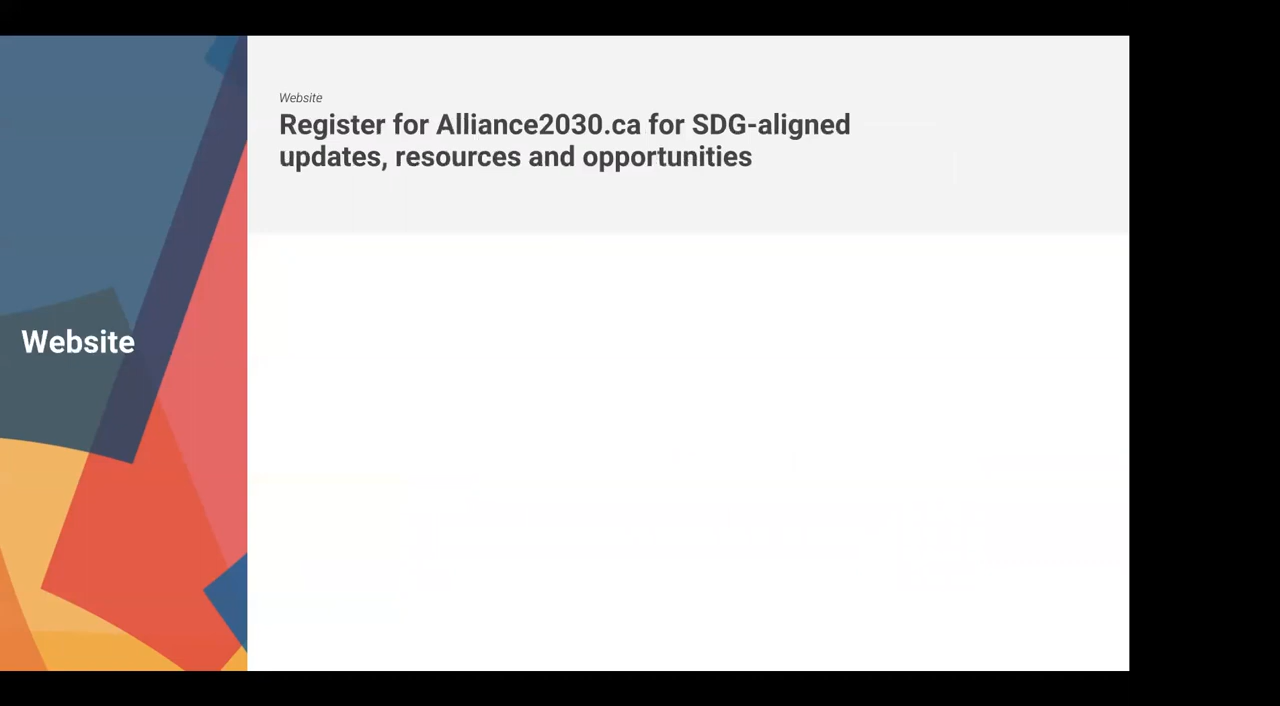 Website
Register for Alliance2030.ca for SDG-aligned
updates, resources and opportunities
Website